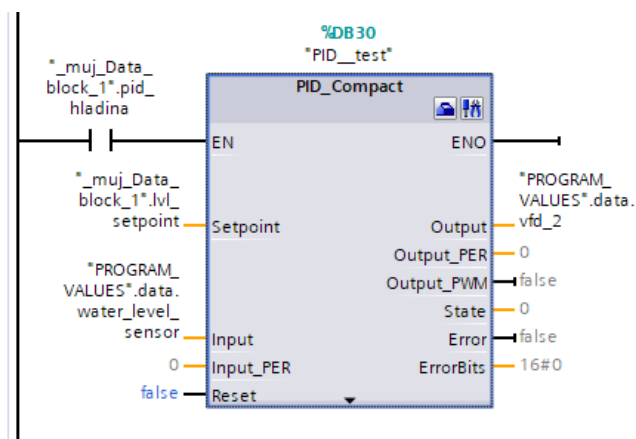 %DB30
"PID__test"
"_muj_Data_
block_1".pid_
hladina
PID_Compact
EN
ENO
"_muj_Data_
block_1".lvl_
setpoint
Setpoint
"PROGRAM_
VALUES".data.
vfd_2
Output
Output_PER
0
Output_PWM
false
"PROGRAM_
VALUES".data.
water_level_
sensor
State
0
Input
Error
false
0
Input_PER
ErrorBits
16#0
false
Reset